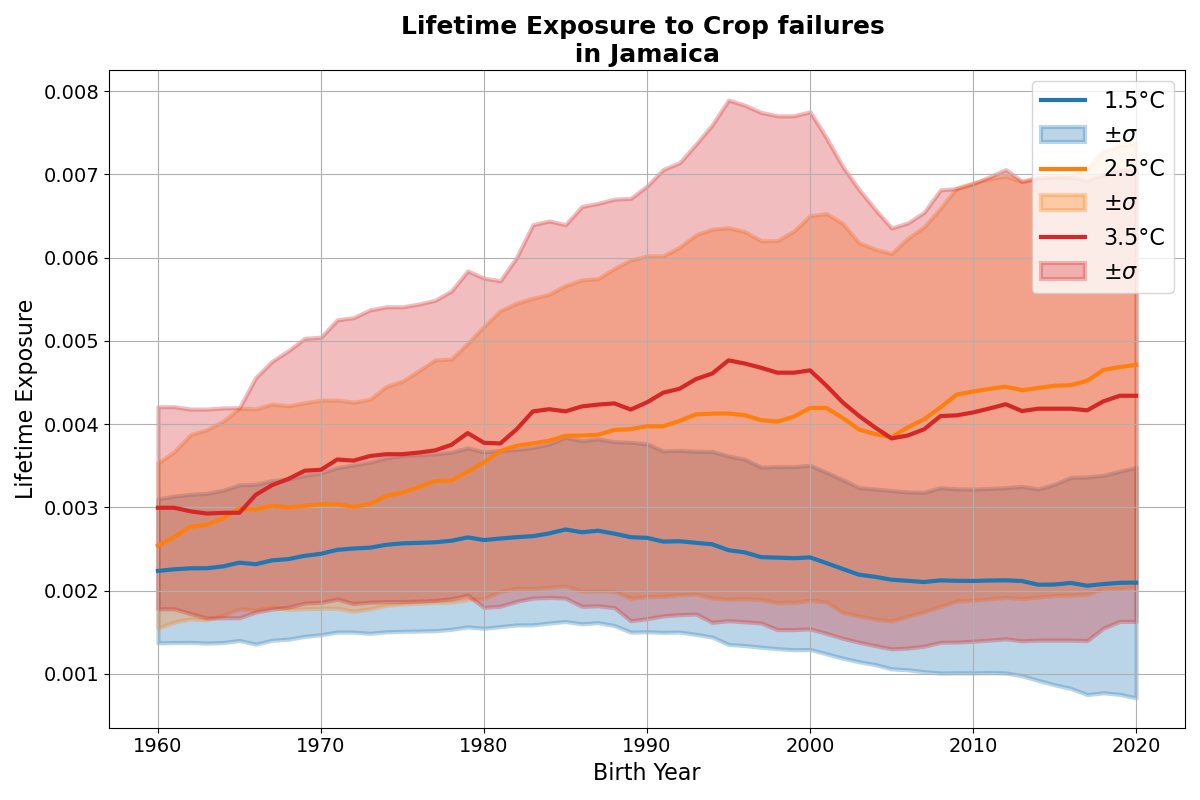 Lifetime Exposure to Crop failures
in Jamaica
0.008
0.007
0.006
0.005
0.004
0.003
0.002
0.001
Lifetime Exposure
1960
1970
1980
1990
2000
2010
2020
Birth Year
1.5°C
±σ
2.5°C
±σ
3.5°C
±σ